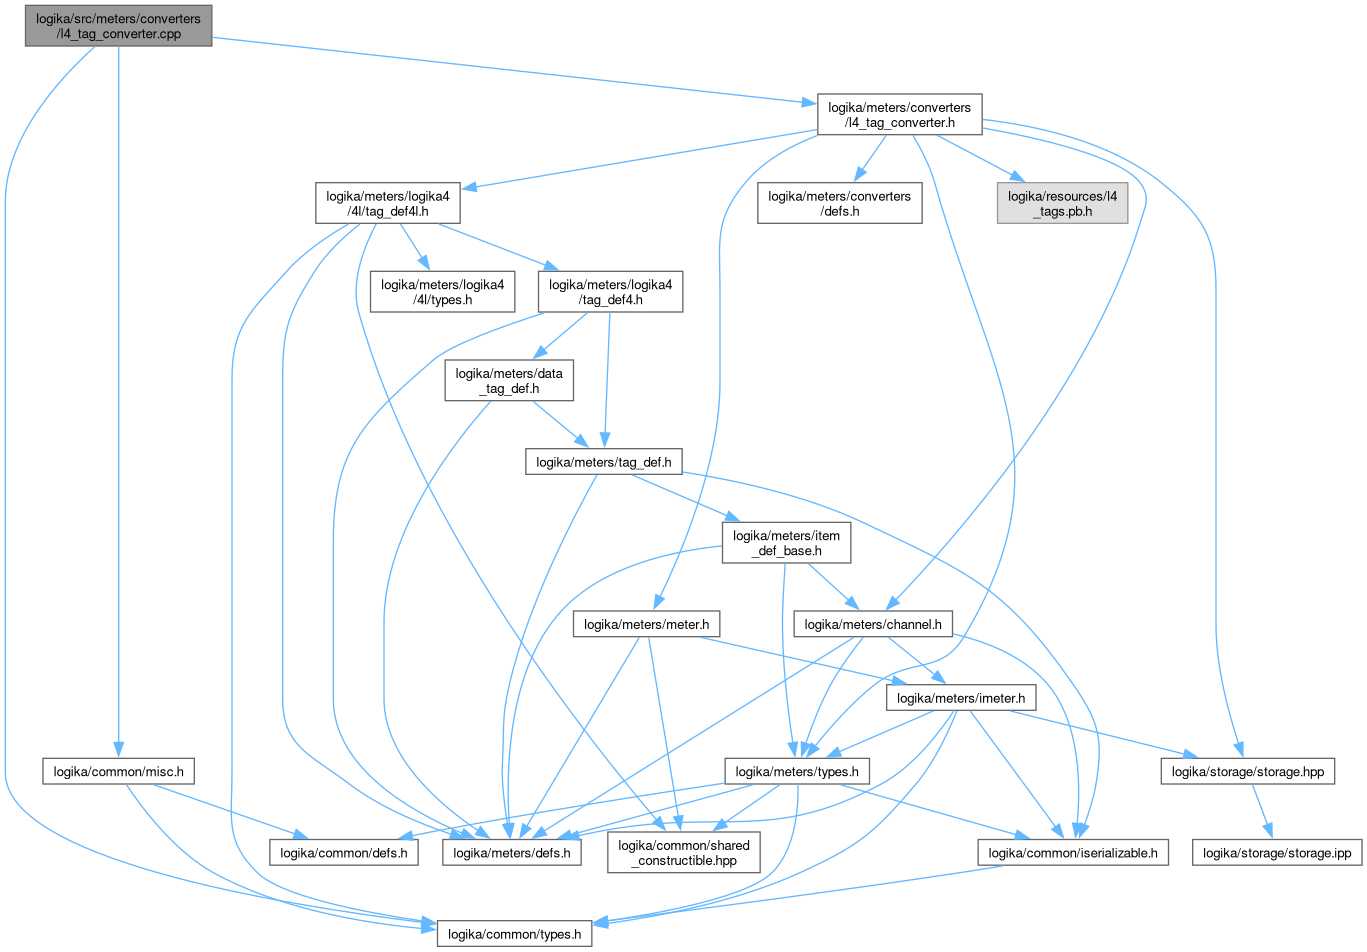 logika/src/meters/converters
/l4_tag_converter.cpp
logika/meters/converters
/l4_tag_converter.h
logika/meters/logika4
/4l/tag_def4l.h
logika/meters/converters
/defs.h
logika/resources/l4
_tags.pb.h
logika/meters/logika4
/4l/types.h
logika/meters/logika4
/tag_def4.h
logika/meters/data
_tag_def.h
logika/meters/tag_def.h
logika/meters/item
_def_base.h
logika/meters/meter.h
logika/meters/channel.h
logika/meters/imeter.h
logika/common/misc.h
logika/meters/types.h
logika/storage/storage.hpp
logika/common/defs.h
logika/meters/defs.h
logika/common/shared
_constructible.hpp
logika/common/iserializable.h
logika/storage/storage.ipp
logika/common/types.h